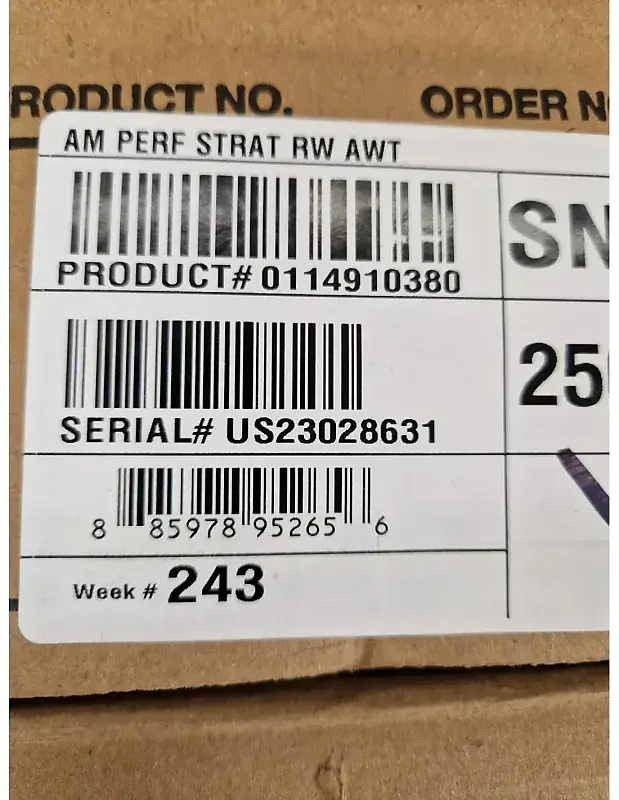 RODUCT NO.
ORDER N
AM PERF STRAT RW AWT
PRODUCT# 0114910380
SN
SERIAL# US23028631
25
8 85978 95265 6
Week # 243